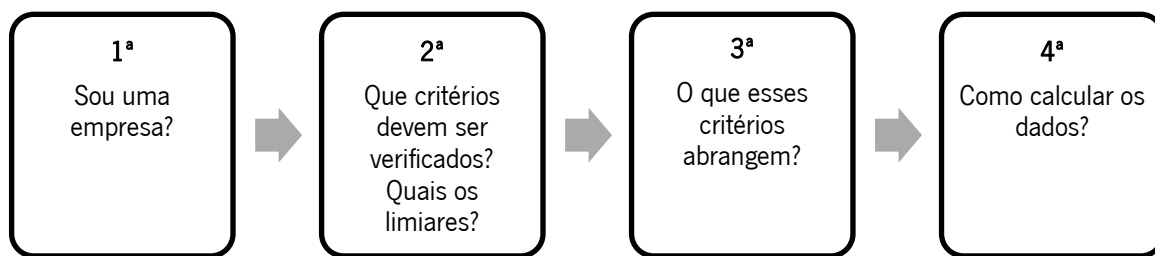 1ª
Sou uma
empresa?
2ª
Que critérios
devem ser
verificados?
Quais os
limiares?
3ª
O que esses
critérios
abrangem?
4ª
Como calcular os
dados?